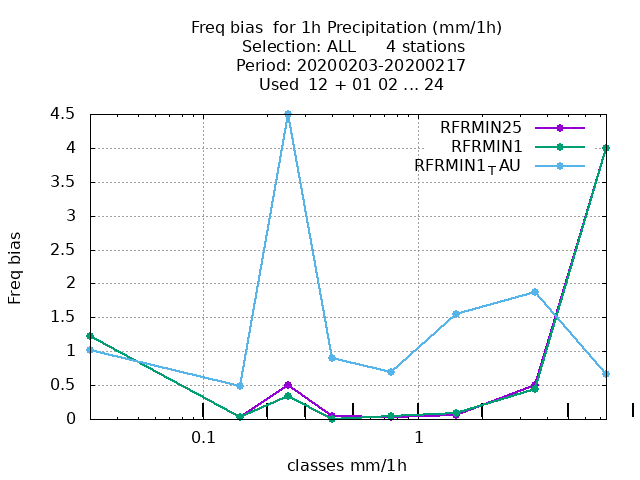 Freq bias  for 1h Precipitation (mm/1h)
Selection: ALL      4 stations
Period: 20200203-20200217
Used  12 + 01 02 ... 24
4.5
4
3.5
3
2.5
2
1.5
1
0.5
0
Freq bias
RFRMIN25
RFRMIN1
RFRMIN1TAU
0.1
1
classes mm/1h